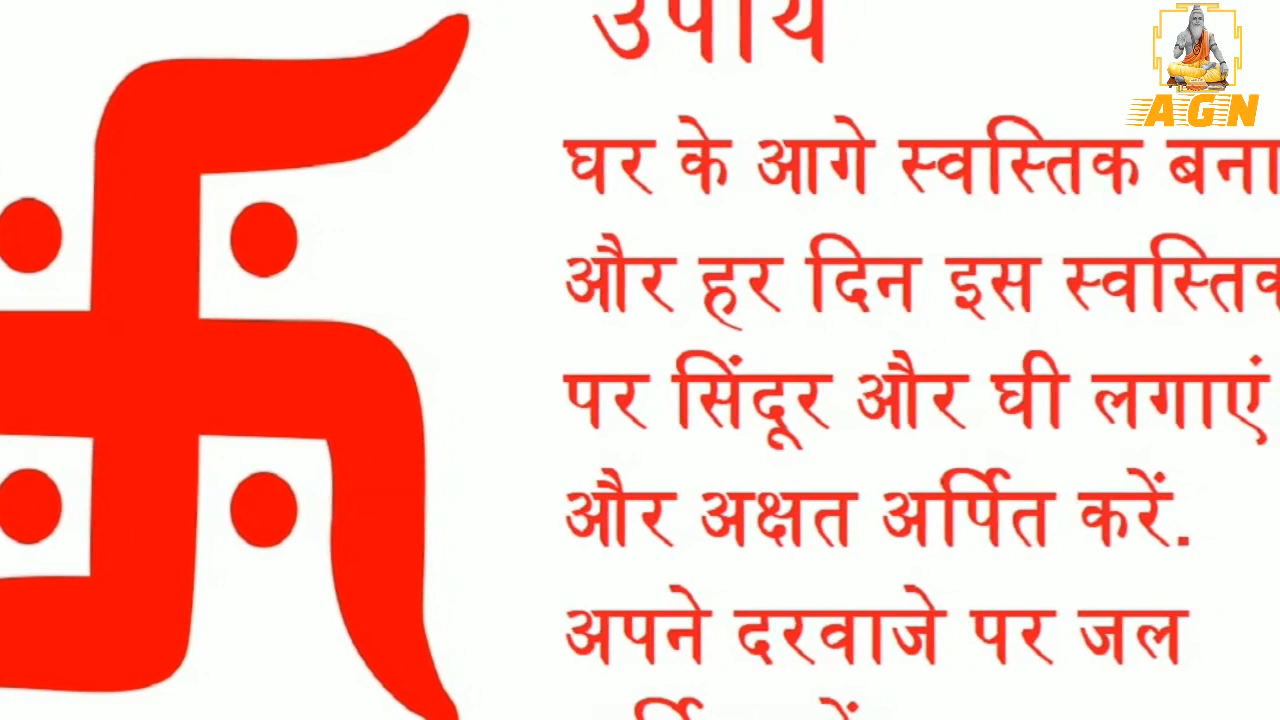 उपाय
AGN
घर के आगे स्वस्तिक बना
और हर दिन इस स्वस्तिक
पर सिंदूर और घी लगाएं
और अक्षत अर्पित करें.
अपने दरवाजे पर जल